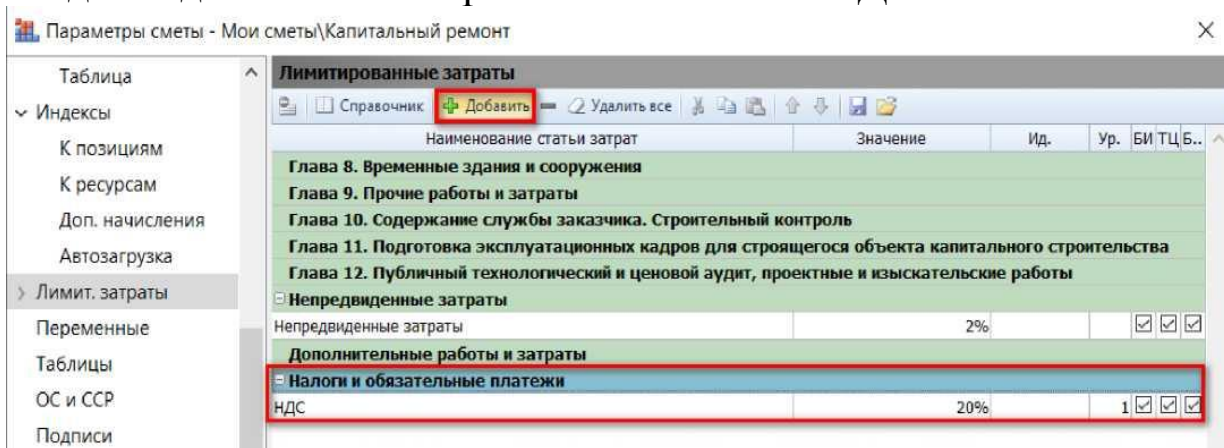 Параметры сметы - Мои сметы\Капитальный ремонт
Таблица
Индексы
К позициям
К ресурсам
Доп. начисления
Автозагрузка
Лимит. затраты
Переменные
Таблицы
ОС и ССР
Подписи
Лимитированные затраты
Справочник Добавить Удалить все
Наименование статьи затрат Значение Ид. Ур. БИ ТЦ Б..
Глава 8. Временные здания и сооружения
Глава 9. Прочие работы и затраты
Глава 10. Содержание службы заказчика. Строительный контроль
Глава 11. Подготовка эксплуатационных кадров для строящегося объекта капитального строительства
Глава 12. Публичный технологический и ценовой аудит, проектные и изыскательские работы
Непредвиденные затраты
Непредвиденные затраты 2%
Дополнительные работы и затраты
Налоги и обязательные платежи
НДС 20% 1